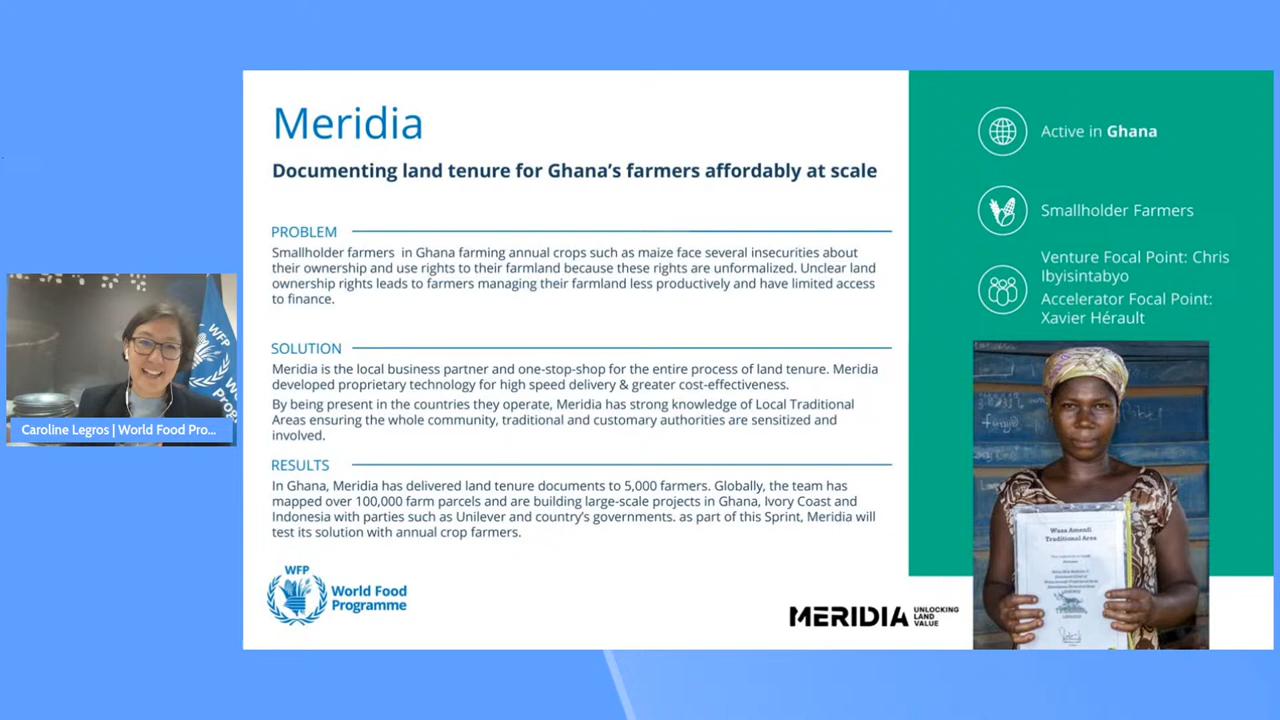 Meridia
Documenting land tenure for Ghana's farmers affordably at scale
PROBLEM
Smallholder farmers in Ghana farming annual crops such as maize face several insecurities about
their ownership and use rights to their farmland because these rights are unformalized. Unclear land
ownership rights leads to farmers managing their farmland less productively and have limited access
to finance.
SOLUTION
Meridia is the local business partner and one-stop-shop for the entire process of land tenure. Meridia
developed proprietary technology for high speed delivery & greater cost-effectiveness.
By being present in the countries they operate, Meridia has strong knowledge of Local Traditional
Areas ensuring the whole community, traditional and customary authorities are sensitized and
involved.
RESULTS
In Ghana, Meridia has delivered land tenure documents to 5,000 farmers. Globally, the team has
mapped over 100,000 farm parcels and are building large-scale projects in Ghana, Ivory Coast and
Indonesia with parties such as Unilever and country's governments. as part of this Sprint, Meridia will
test its solution with annual crop farmers.
WFP
World Food
Programme
MERIDIA UNLOCKING
LAND
VALUE
Active in Ghana
Smallholder Farmers
Venture Focal Point: Chris
Ibyisintabyo
Accelerator Focal Point:
Xavier Hérault
Wasa Amenfi
Traditional Area
WFP
Caroline Legros | World Food Pro...